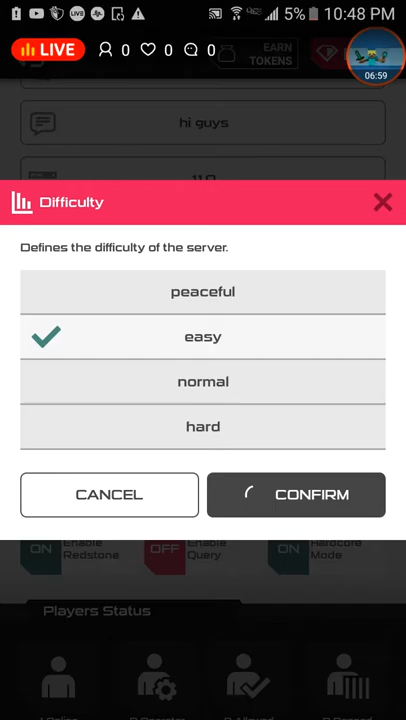 5% 10:48 PM
LIVE 0 0 0
EARN
TOKENS
06:59
hi guys
Difficulty
Defines the difficulty of the server.
peaceful
easy
normal
hard
CANCEL
CONFIRM
ON Enable
Redstone
OFF Enable
Query
ON Hardcore
Mode
Players Status